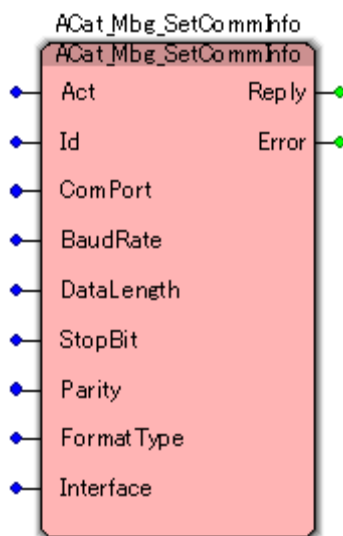 ACat_Mbg_SetCommInfo
ACat_Mbg_SetCommInfo
Act Reply
Id Error
ComPort
BaudRate
DataLength
StopBit
Parity
FormatType
Interface